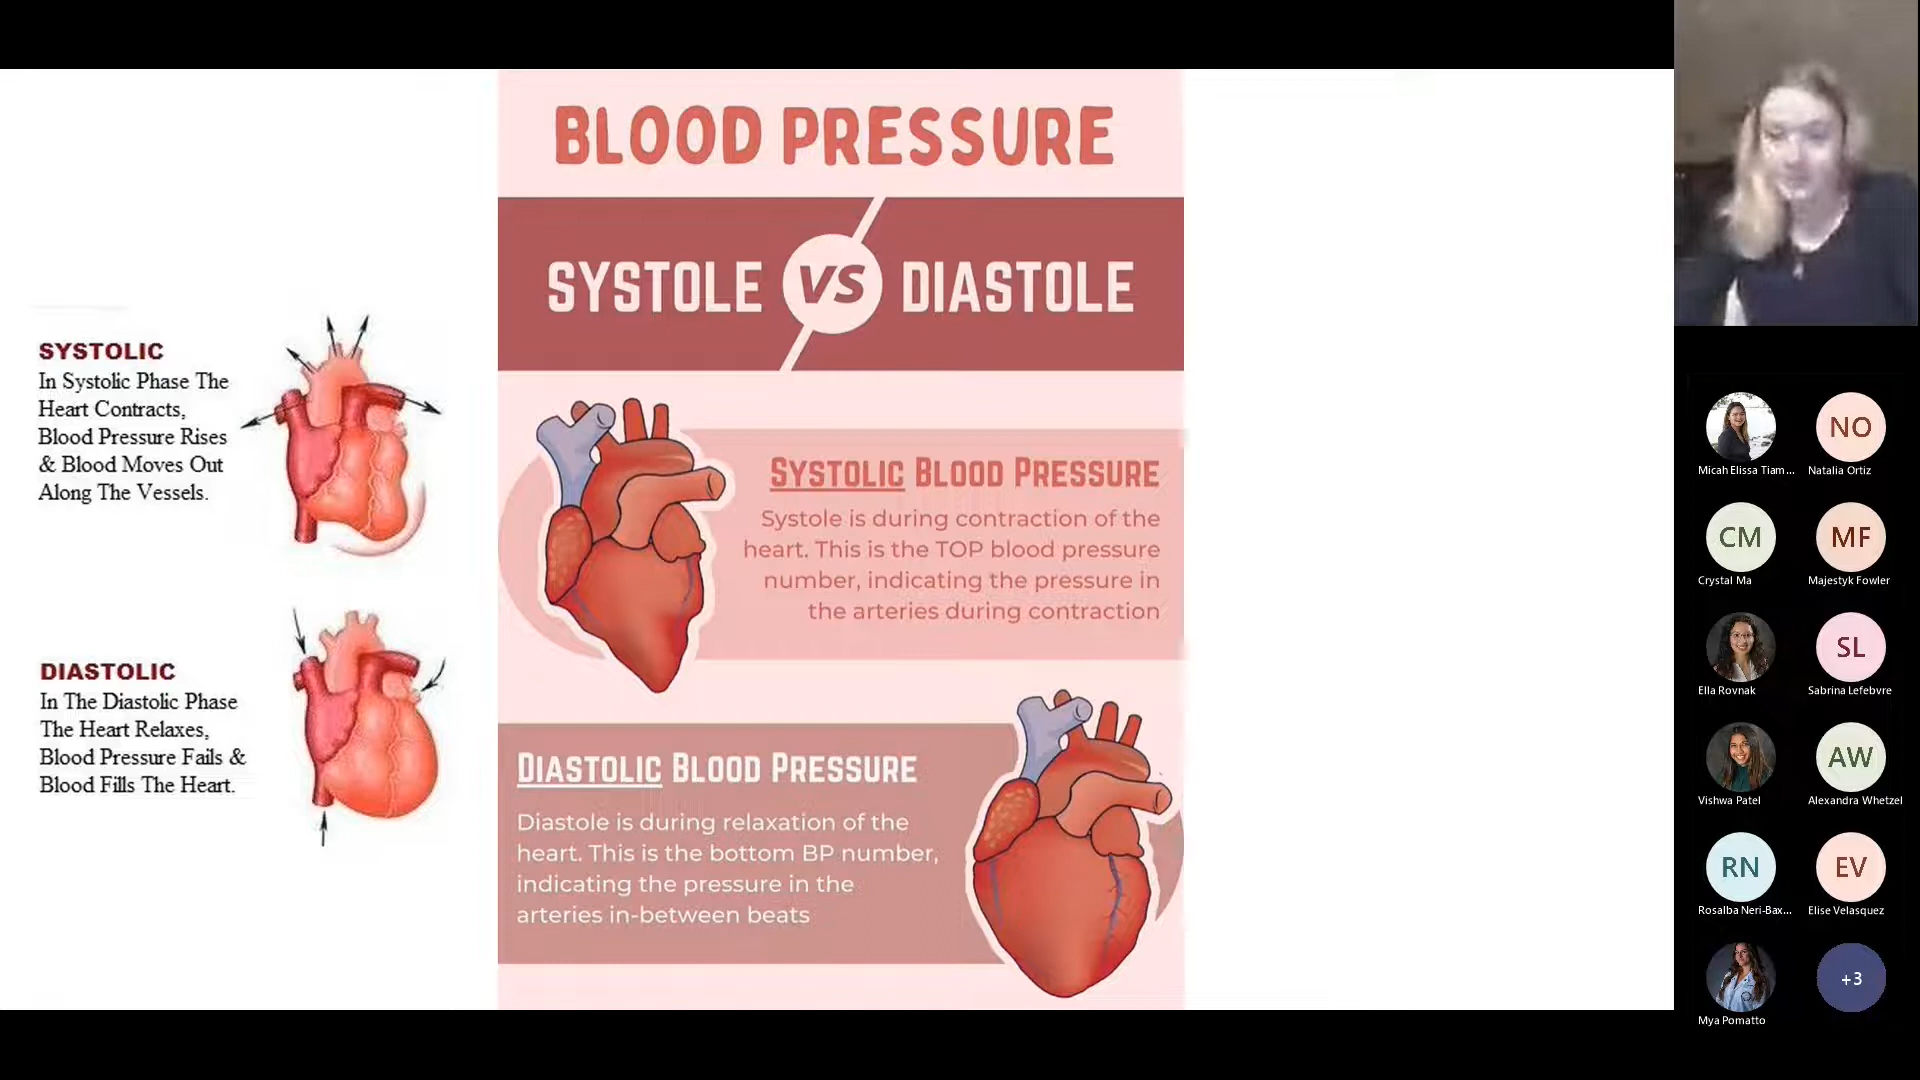 BLOOD PRESSURE
SYSTOLE VS DIASTOLE
SYSTOLIC
In Systolic Phase The
Heart Contracts,
Blood Pressure Rises
& Blood Moves Out
Along The Vessels.
DIASTOLIC
In The Diastolic Phase
The Heart Relaxes,
Blood Pressure Fails &
Blood Fills The Heart.
SYSTOLIC BLOOD PRESSURE
Systole is during contraction of the
heart. This is the TOP blood pressure
number, indicating the pressure in
the arteries during contraction
DIASTOLIC BLOOD PRESSURE
Diastole is during relaxation of the
heart. This is the bottom BP number,
indicating the pressure in the
arteries in-between beats
Micah Elissa Tiam...
NO
Natalia Ortiz
CM
Crystal Ma
MF
Majestyk Fowler
Ella Rovnak
SL
Sabrina Lefebvre
Vishwa Patel
AW
Alexandra Whetzel
RN
Rosalba Neri-Bax...
EV
Elise Velasquez
Mya Pomatto
+3